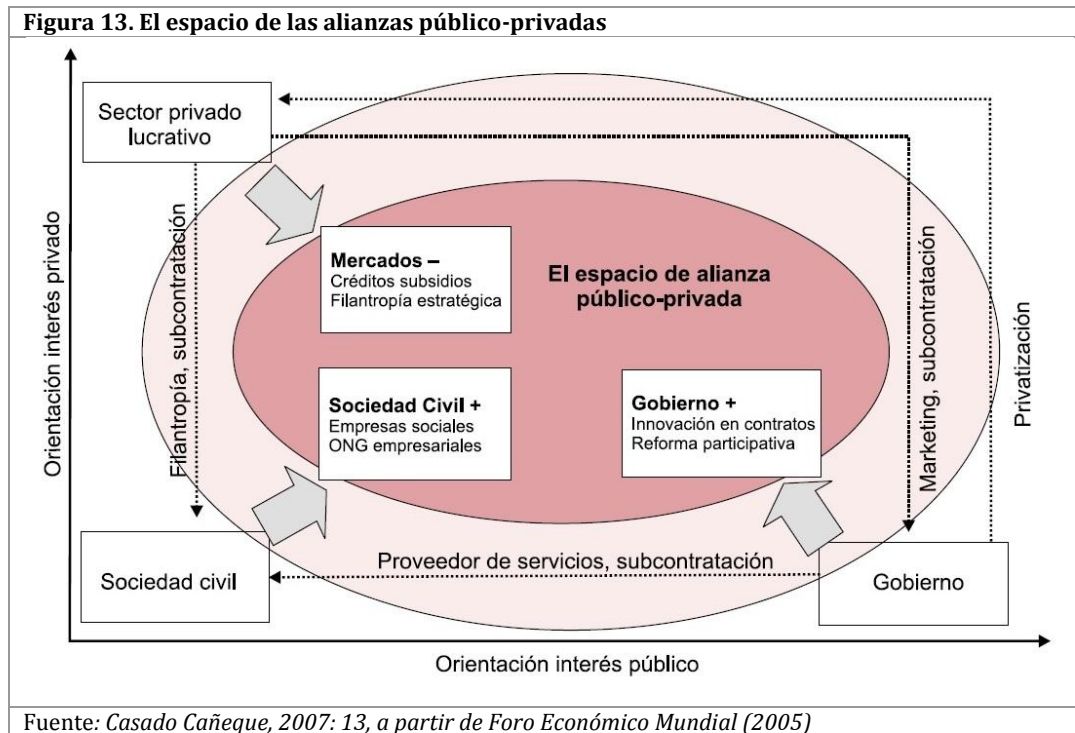 Figura 13. El espacio de las alianzas público-privadas
Sector privado
lucrativo
Orientación interés privado
Filantropía, subcontratación
Mercados –
Créditos subsidios
Filantropía estratégica
El espacio de alianza
público-privada
Sociedad Civil +
Empresas sociales
ONG empresariales
Gobierno +
Innovación en contratos
Reforma participativa
Marketing, subcontratación
Privatización
Sociedad civil
Proveedor de servicios, subcontratación
Gobierno
Orientación interés público
Fuente: Casado Cañeque, 2007: 13, a partir de Foro Económico Mundial (2005)